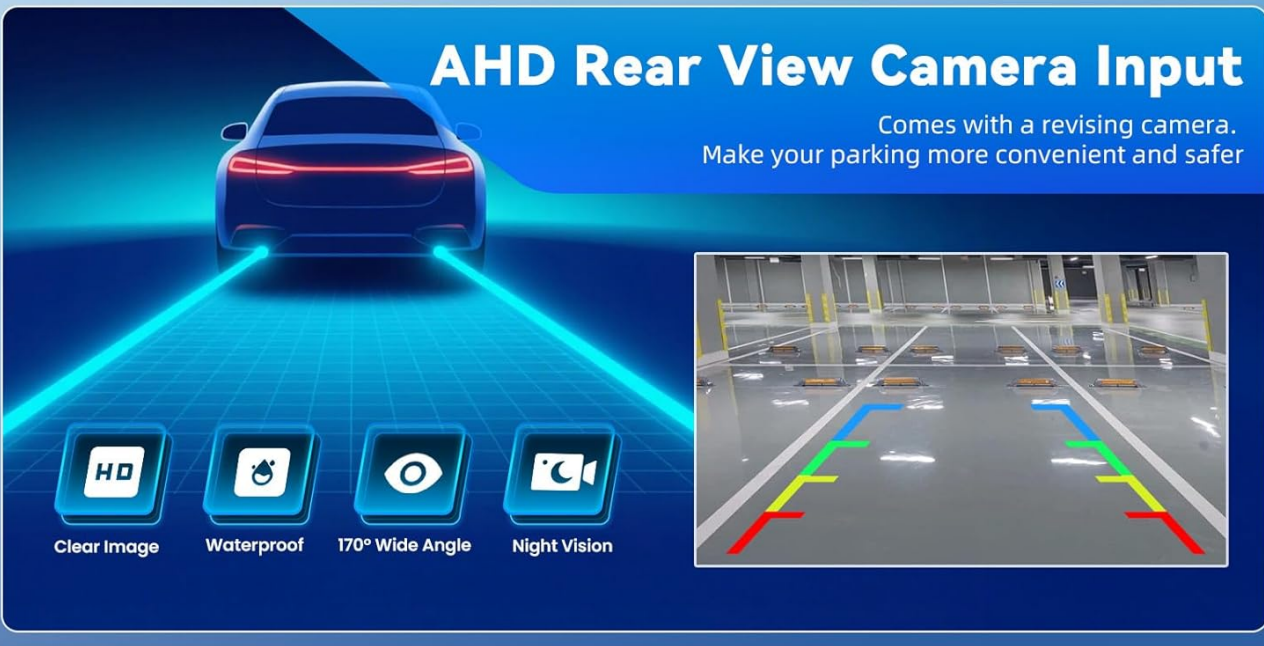 AHD Rear View Camera Input
Comes with a revising camera.
Make your parking more convenient and safer
HD
Clear Image
Waterproof
170° Wide Angle
Night Vision